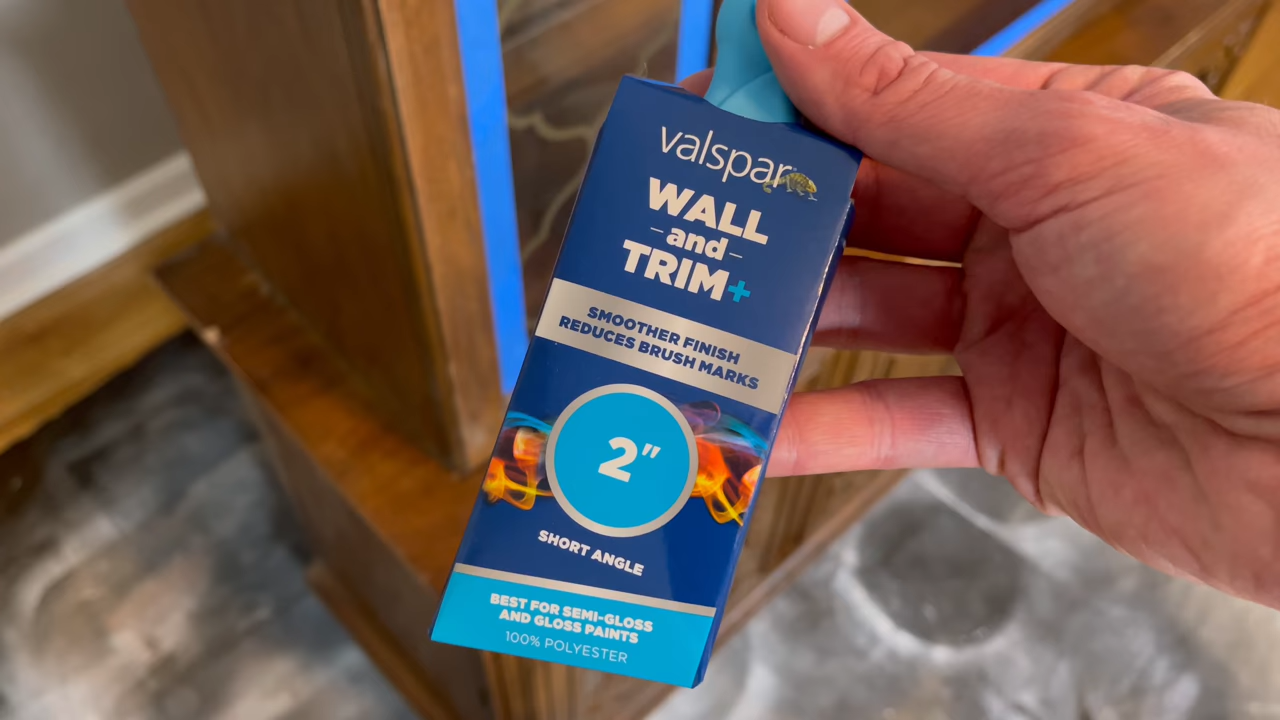 valspar
WALL
-and-
TRIM+
SMOOTHER FINISH
REDUCES BRUSH MARKS
2"
SHORT ANGLE
BEST FOR SEMI-GLOSS
AND GLOSS PAINTS
100% POLYESTER